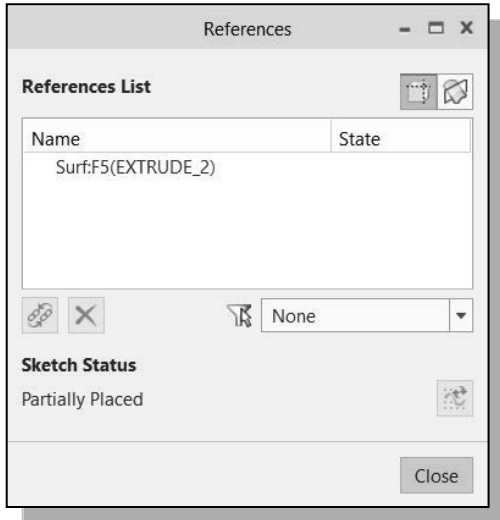 References
References List
Name State
Surf:F5(EXTRUDE_2)
None
Sketch Status
Partially Placed
Close